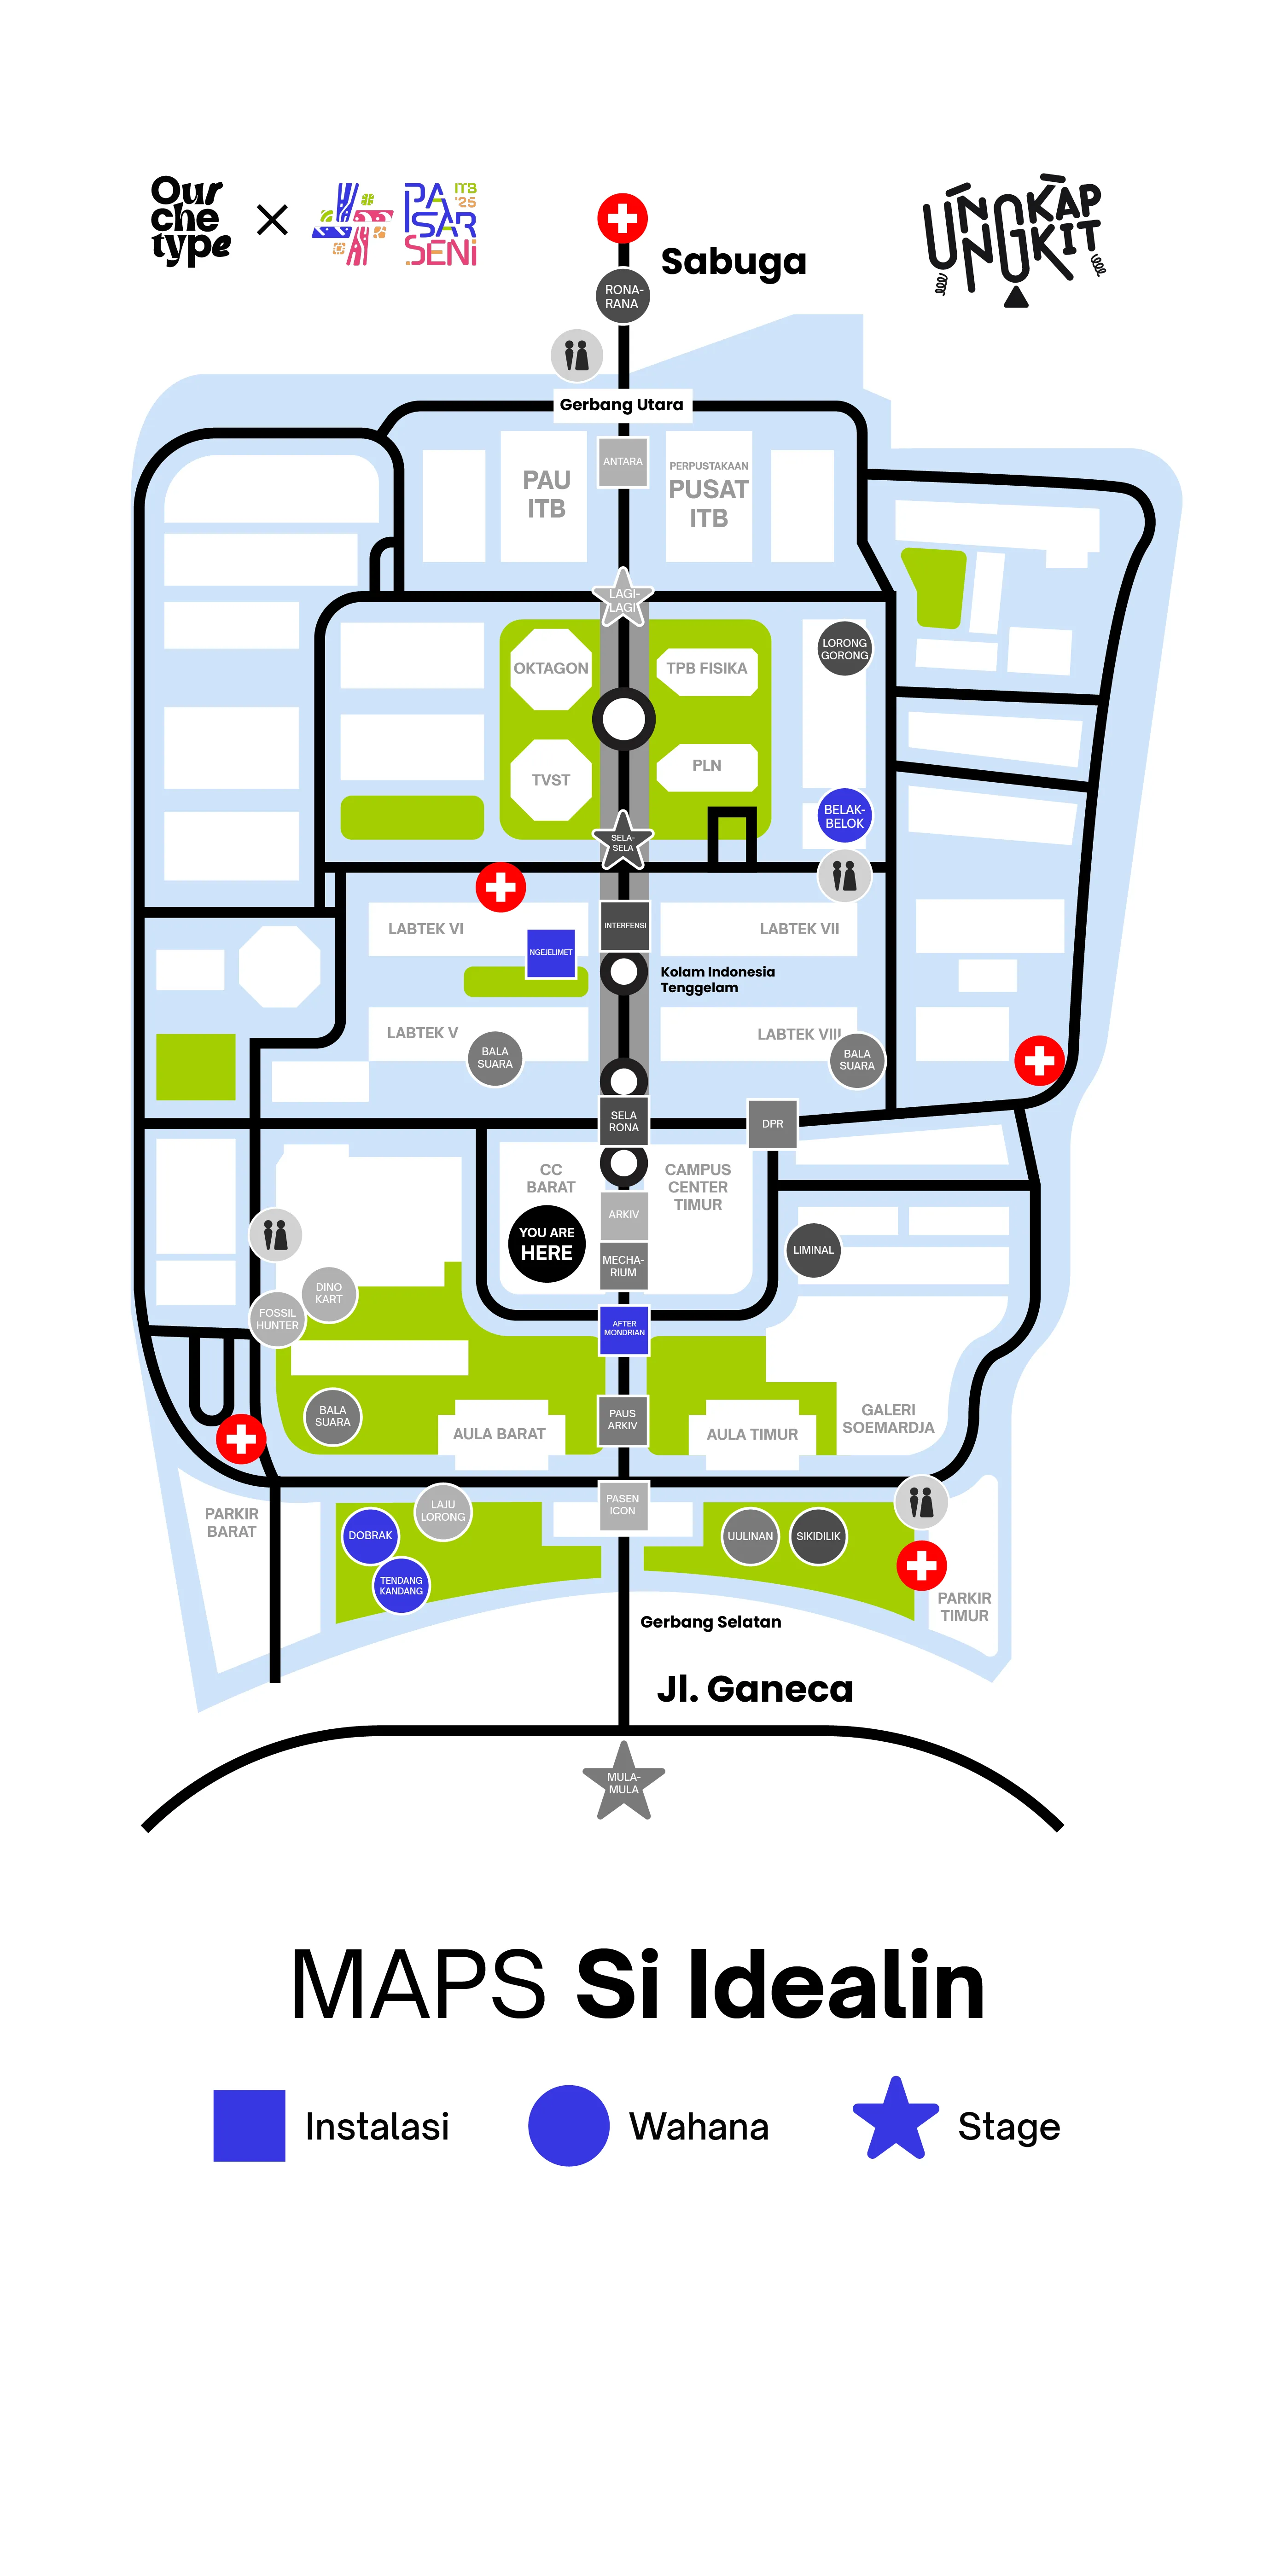 Our
che
type
PA
SAR
SENI
ITB
'25
UNGKAP
UNGKIT
Sabuga
RONA-
RANA
Gerbang Utara
ANTARA
PAU
ITB
PERPUSTAKAAN
PUSAT
ITB
LAGI-
LAGI
OKTAGON
TPB FISIKA
LORONG
GORONG
TVST
PLN
BELAK-
BELOK
SELA-
SELA
LABTEK VI
INTERFENSI
LABTEK VII
NGEJELIMET
Kolam Indonesia
Tenggelam
LABTEK V
LABTEK VIII
BALA
SUARA
BALA
SUARA
SELA
RONA
DPR
CC
BARAT
CAMPUS
CENTER
TIMUR
ARKIV
YOU ARE
HERE
MECHA-
RIUM
LIMINAL
DINO
KART
FOSSIL
HUNTER
AFTER
MONDRIAN
BALA
SUARA
PAUS
ARKIV
AULA BARAT
AULA TIMUR
GALERI
SOEMARDJA
PARKIR
BARAT
LAJU
LORONG
PASEN
ICON
DOBRAK
UULINAN
SIKIDILIK
TENDANG
KANDANG
PARKIR
TIMUR
Gerbang Selatan
Jl. Ganeca
MULA-
MULA
MAPS Si Idealin
Instalasi
Wahana
Stage